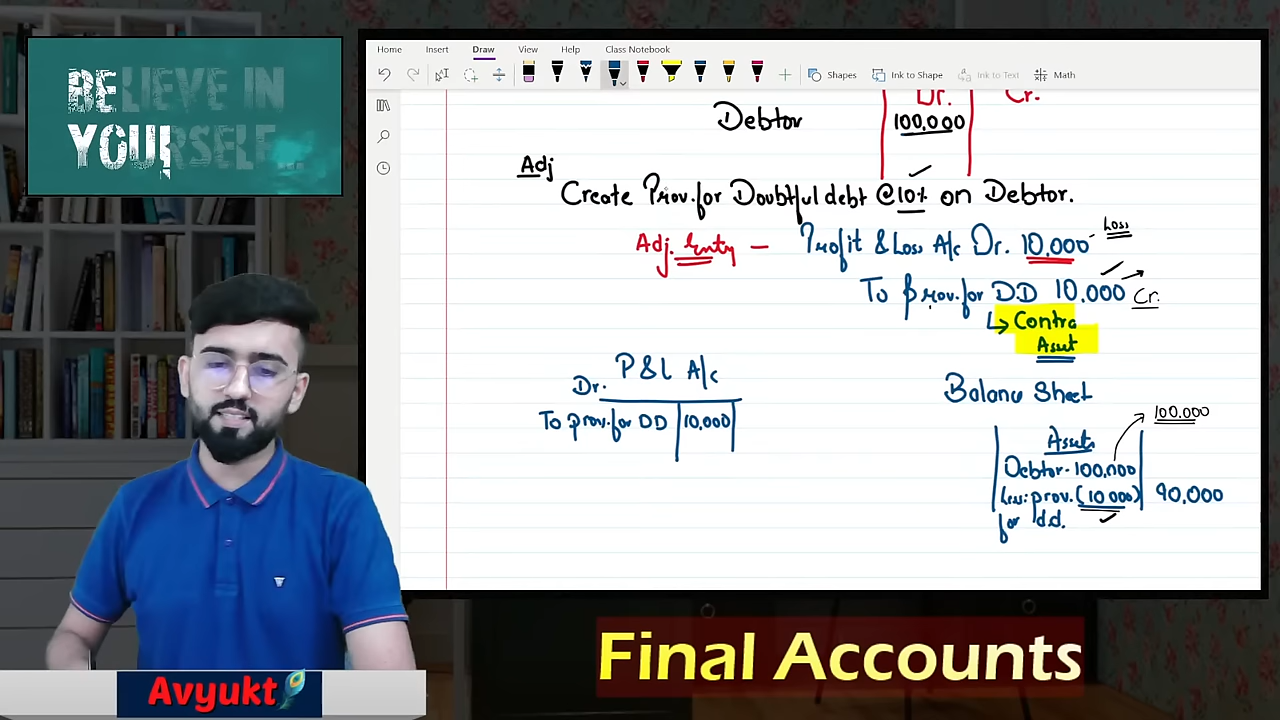 BELIEVE IN
YOURSELF...
Home Insert Draw View Help Class Notebook
Shapes Ink to Shape Ink to Text Math
Dr. Cr.
Debtor 100,000
Adj
Create Prov. for Doubtful debt @10% on Debtor.
Adj. Entry - Profit & Loss A/c Dr. 10,000 - Loss
To Prov. for DD 10,000 Cr.
Contra
Asset
P & L A/c
Dr.
To prov. for DD 10,000
Balance Sheet
100,000
Assets
Debtor - 100,000
Less: prov. (10 000) 90,000
for d.d.
Final Accounts
Avyukt